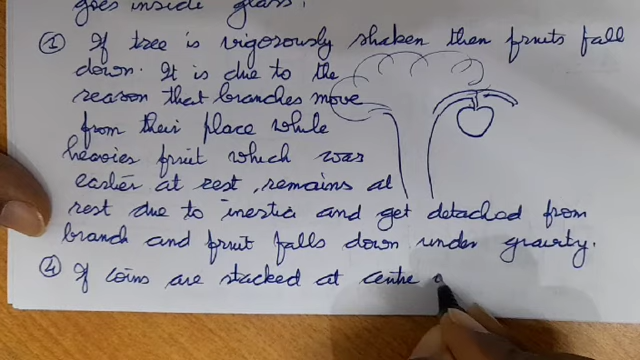 goes inside glass.
① If tree is vigorously shaken then fruits fall
down. It is due to the
reason that branches move
from their place while
heavier fruit which was
easlier at rest, remains at
rest due to inertia and get detached from
branch and fruit falls down under gravity.
④ If coins are stacked at centre